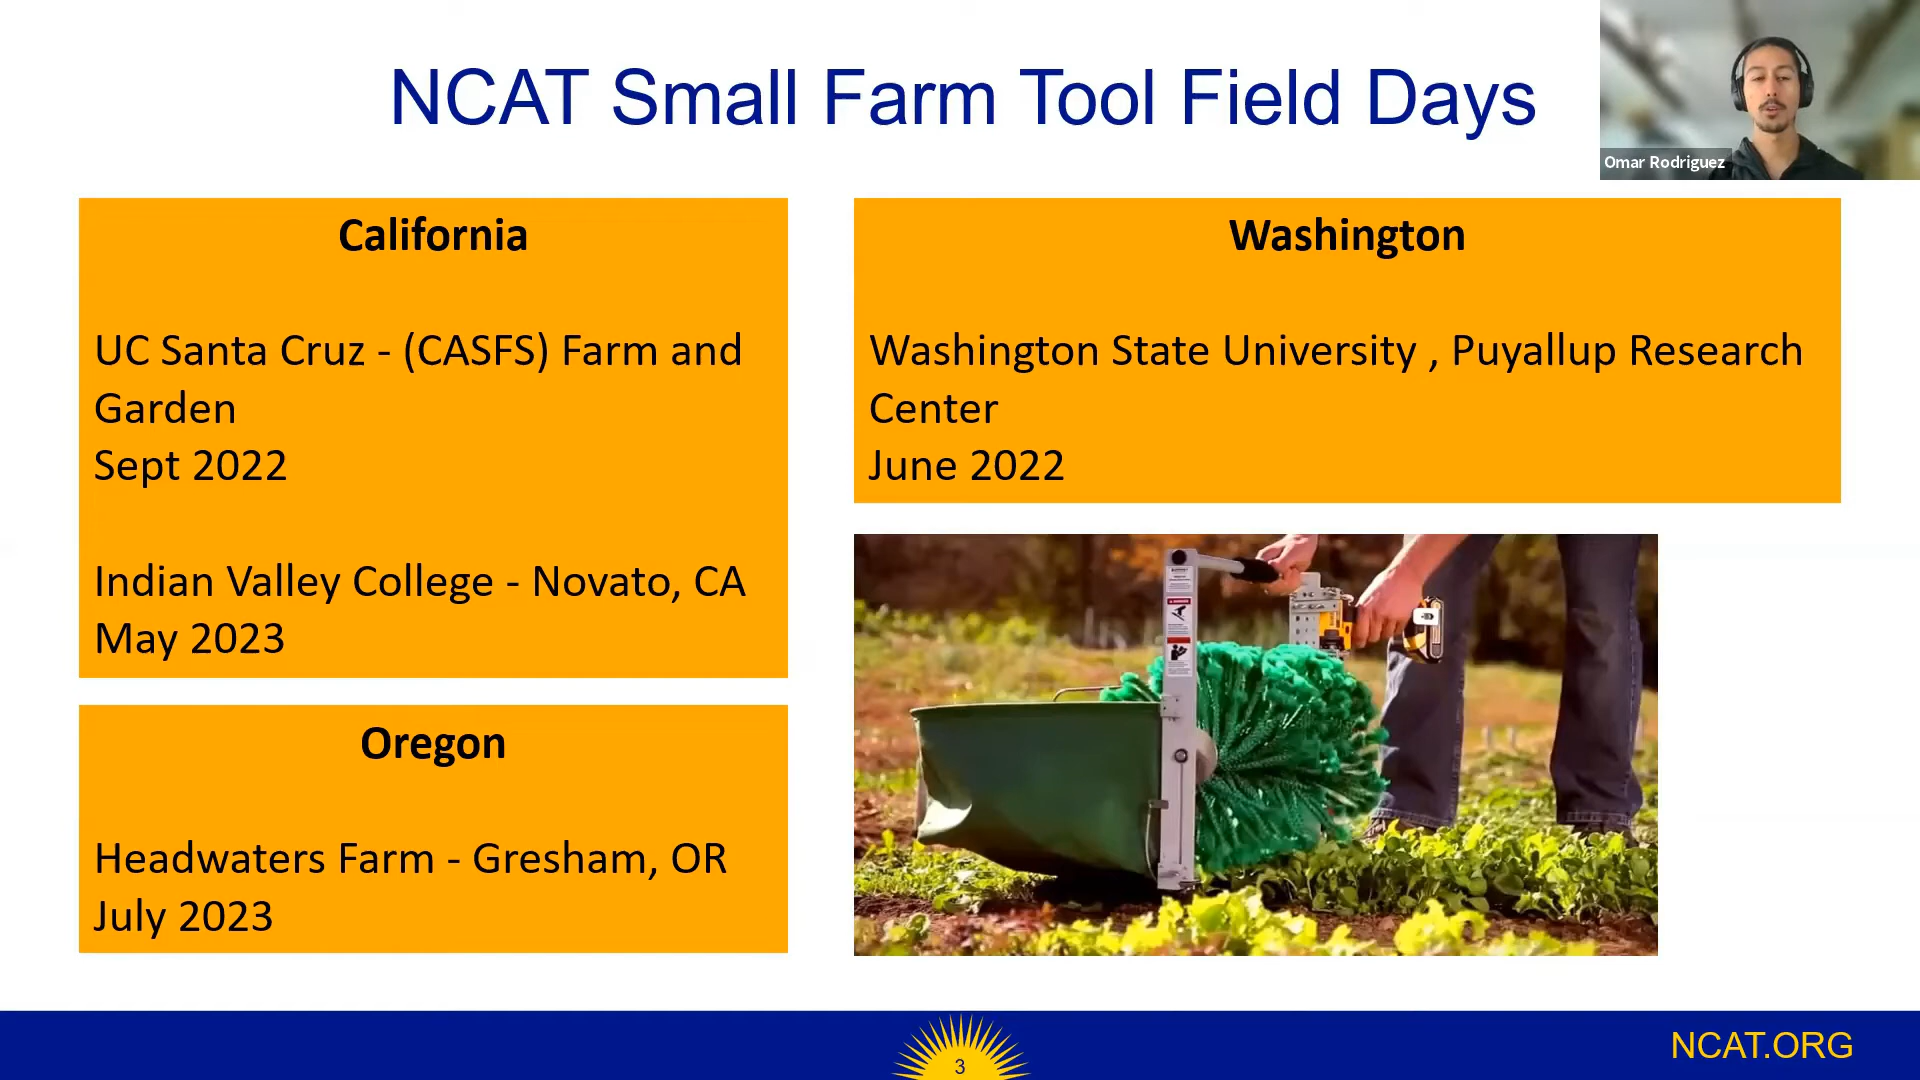 NCAT Small Farm Tool Field Days
Omar Rodriguez
California
UC Santa Cruz - (CASFS) Farm and
Garden
Sept 2022
Indian Valley College - Novato, CA
May 2023
Washington
Washington State University , Puyallup Research
Center
June 2022
Oregon
Headwaters Farm - Gresham, OR
July 2023
3
NCAT.ORG